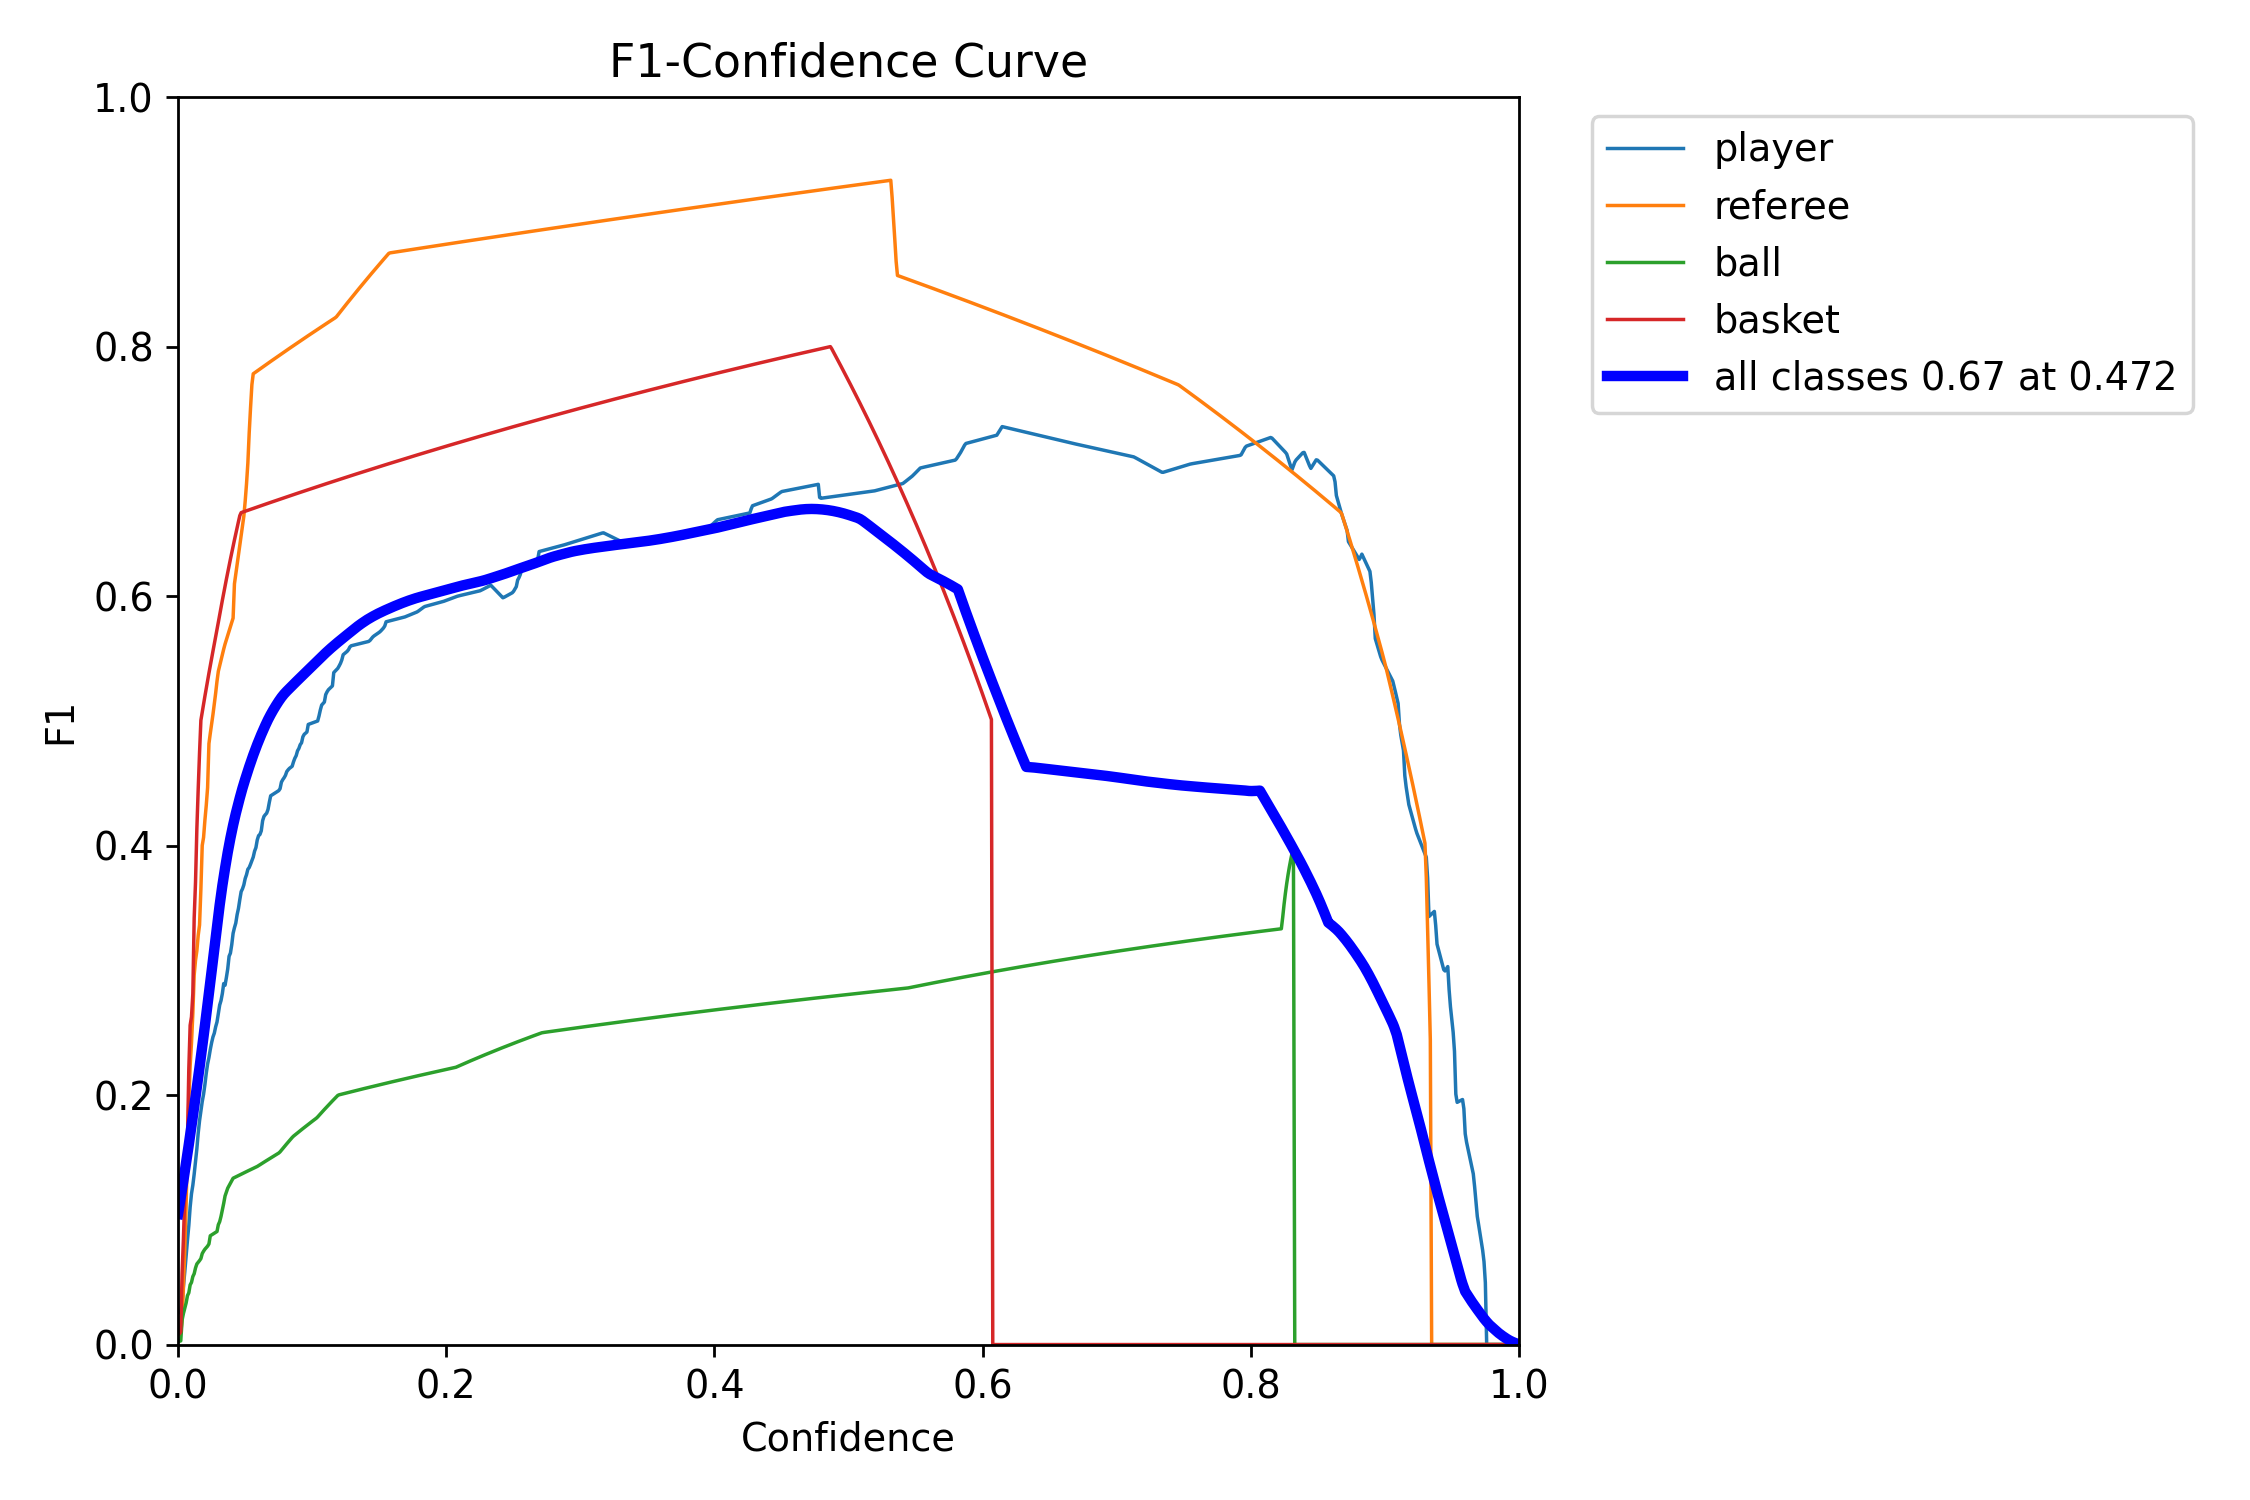 F1-Confidence Curve
1.0
0.8
0.6
0.4
0.2
0.0
F1
0.0 0.2 0.4 0.6 0.8 1.0
Confidence
player
referee
ball
basket
all classes 0.67 at 0.472